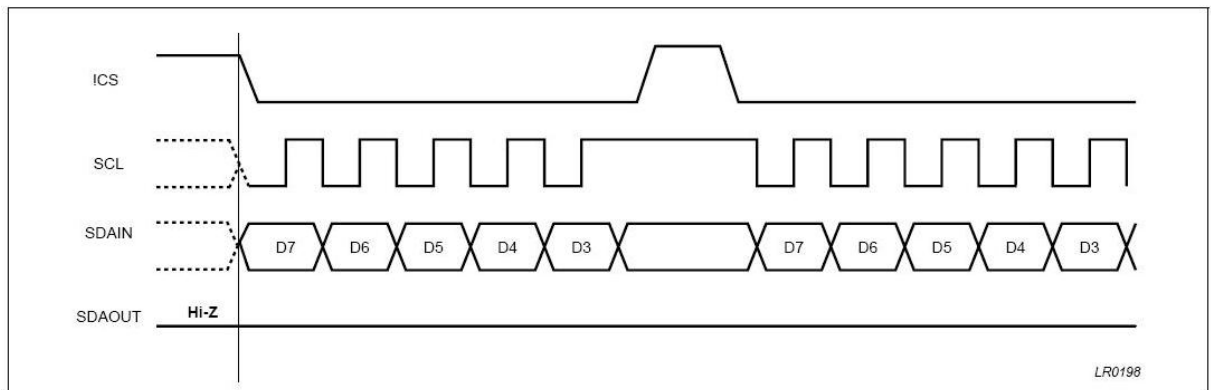 !CS
SCL
SDAIN D7 D6 D5 D4 D3 D7 D6 D5 D4 D3
SDAOUT Hi-Z
LR0198